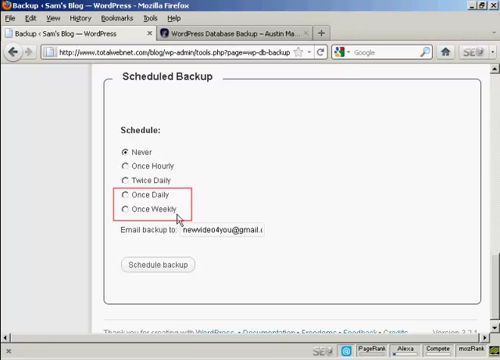 Backup ‹ Sam's Blog — WordPress - Mozilla Firefox
File Edit View History Bookmarks Tools Help
Backup ‹ Sam's Blog — WordPress
WordPress Database Backup – Austin Ma...
http://www.totalwebnet.com/blog/wp-admin/tools.php?page=wp-db-backup
Google
SEO
Scheduled Backup
Schedule:
Never
Once Hourly
Twice Daily
Once Daily
Once Weekly
Email backup to: newvideo4you@gmail.c
Schedule backup
Thank you for creating with WordPress. • Documentation • Freedoms • Feedback • Credits
SEO PageRank Alexa Compete mozRank